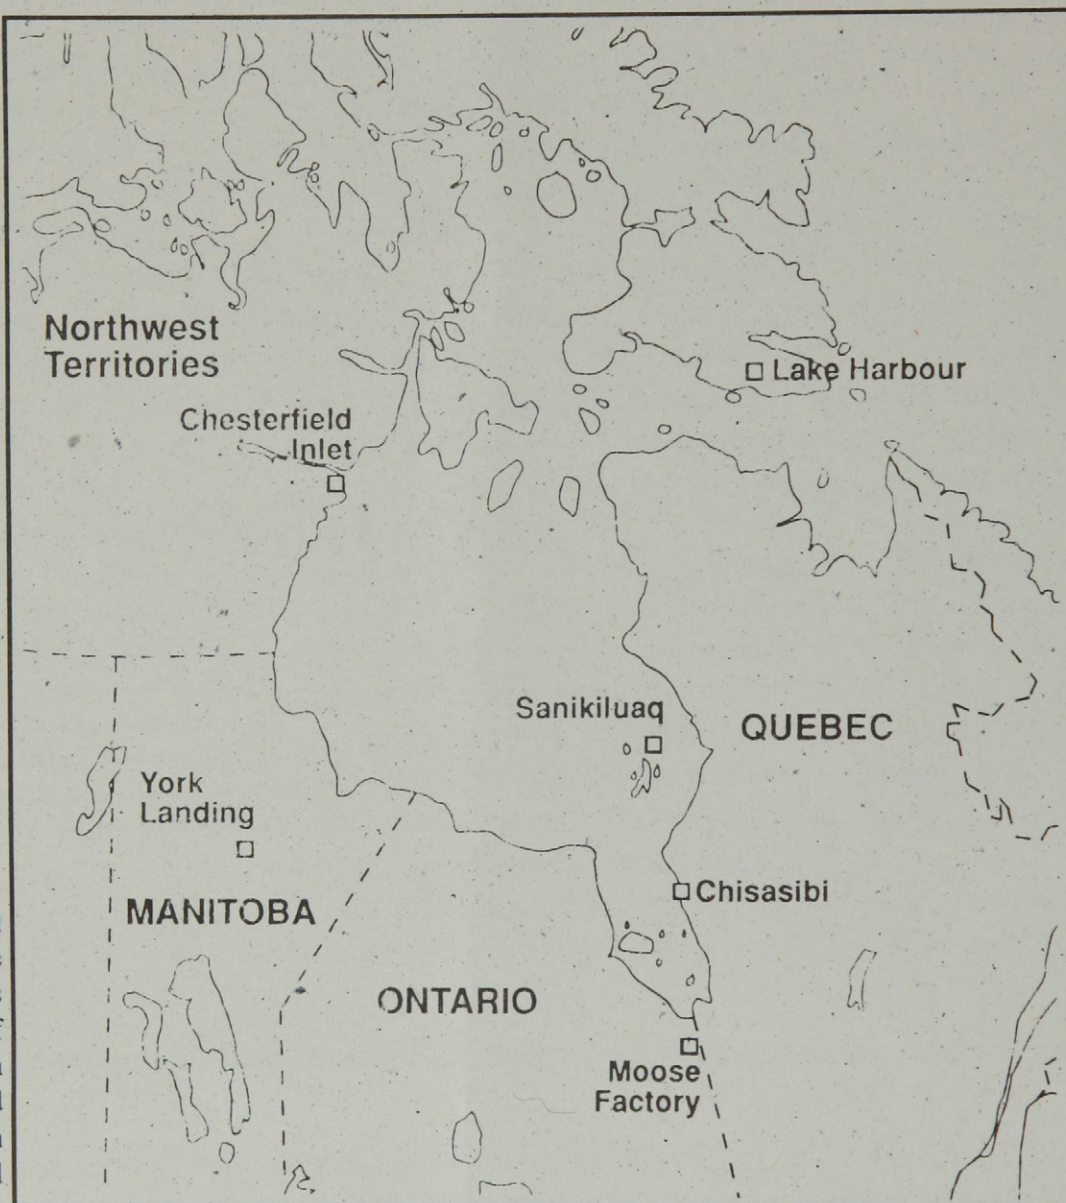 Northwest
Territories
Lake Harbour
Chesterfield
Inlet
Sanikiluaq
QUEBEC
York
Landing
Chisasibi
MANITOBA
ONTARIO
Moose
Factory